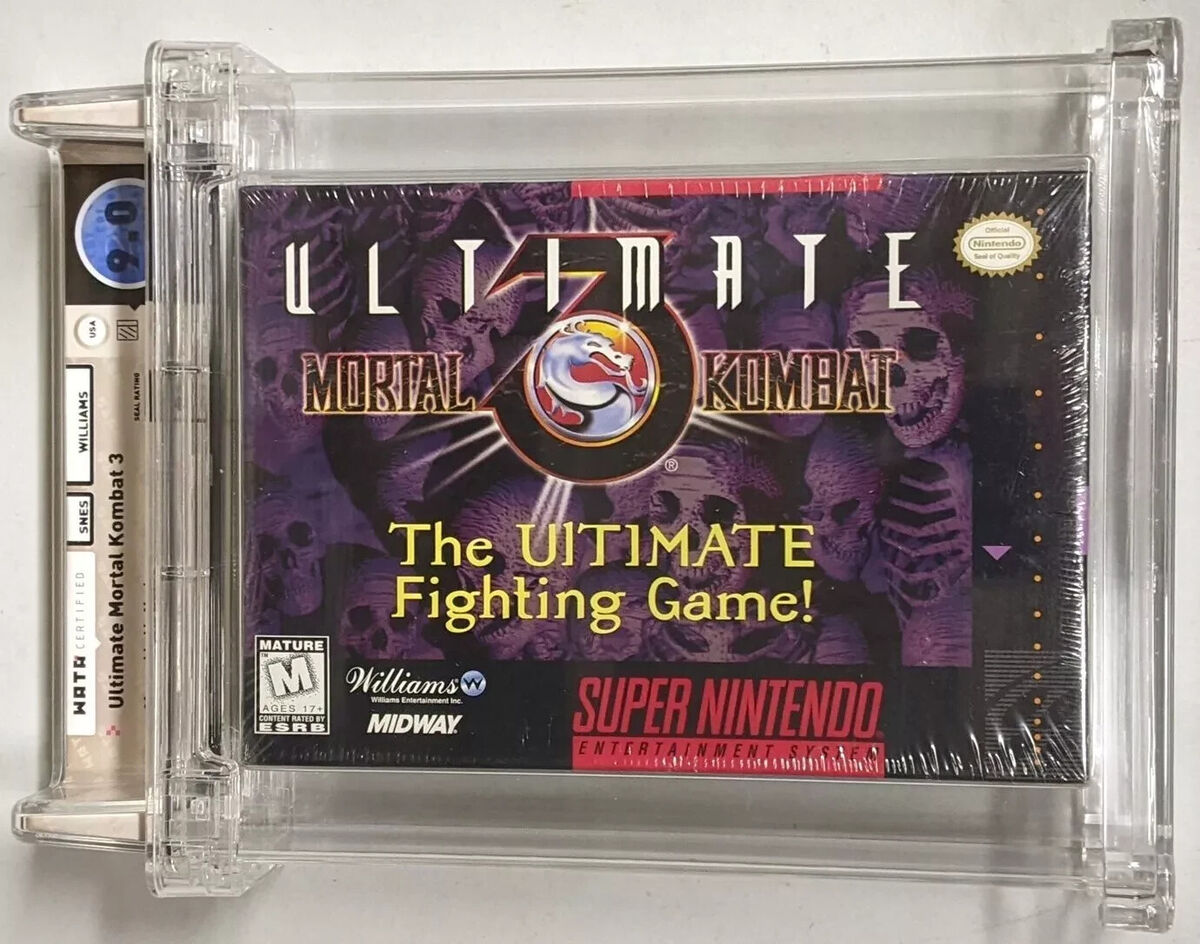 9.0
USA
SEAL RATING
WILLIAMS
SNES
WATA CERTIFIED
Ultimate Mortal Kombat 3
ULTIMATE
MORTAL 3 KOMBAT
®
Official
Nintendo
Seal of Quality
The UlTIMATE
Fighting Game!
MATURE
TM
M
AGES 17+
CONTENT RATED BY
ESRB
Williams W
Williams Entertainment Inc.
MIDWAY
SUPER NINTENDO
ENTERTAINMENT SYSTEM